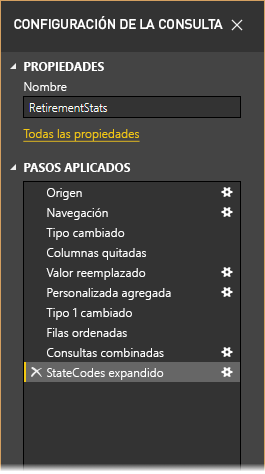 CONFIGURACIÓN DE LA CONSULTA
PROPIEDADES
Nombre
RetirementStats
Todas las propiedades
PASOS APLICADOS
Origen
Navegación
Tipo cambiado
Columnas quitadas
Valor reemplazado
Personalizada agregada
Tipo 1 cambiado
Filas ordenadas
Consultas combinadas
StateCodes expandido